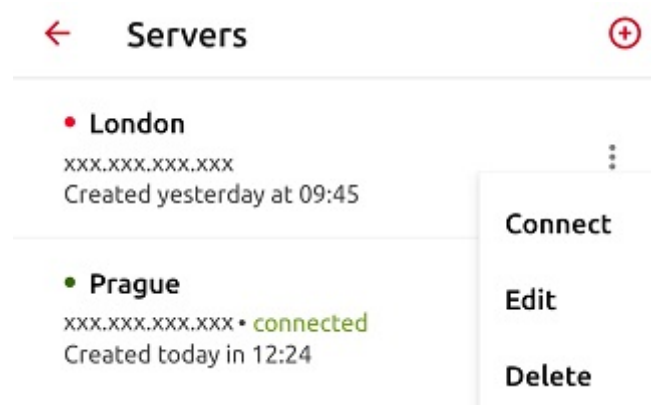 Servers
London
xxx.xxx.xxx.xxx
Created yesterday at 09:45
Connect
Prague
Edit
xxx.xxx.xxx.xxx • connected
Created today in 12:24
Delete